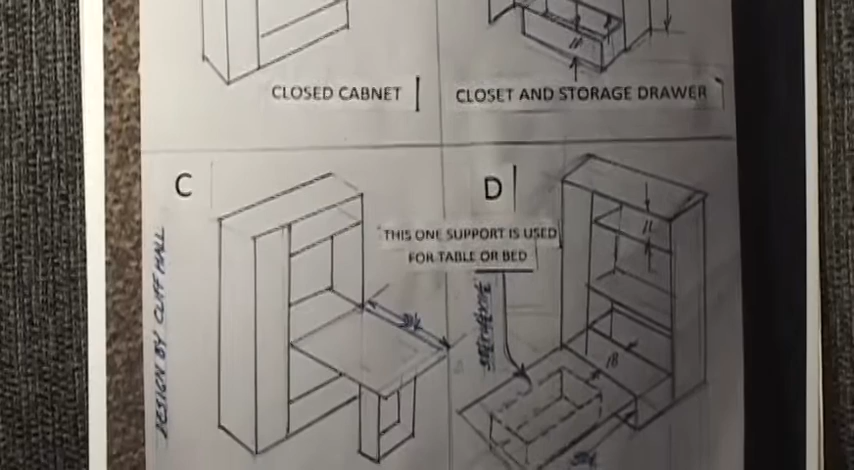 CLOSED CABNET
CLOSET AND STORAGE DRAWER
C
D
THIS ONE SUPPORT IS USED
FOR TABLE OR BED
DESIGN BY CLIFF HALL
11
18